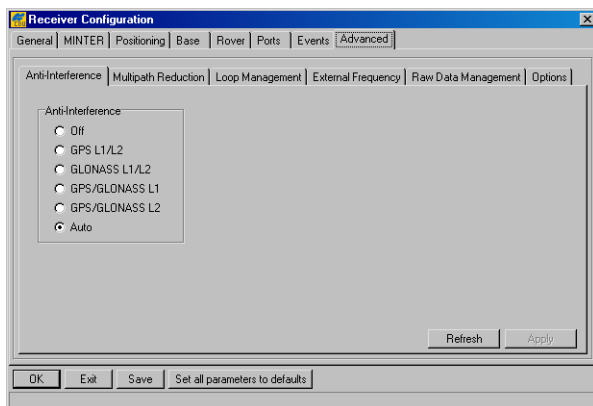 Receiver Configuration
General MINTER Positioning Base Rover Ports Events Advanced
Anti-Interference Multipath Reduction Loop Management External Frequency Raw Data Management Options
Anti-Interference
Off
GPS L1/L2
GLONASS L1/L2
GPS/GLONASS L1
GPS/GLONASS L2
Auto
Refresh Apply
OK Exit Save Set all parameters to defaults